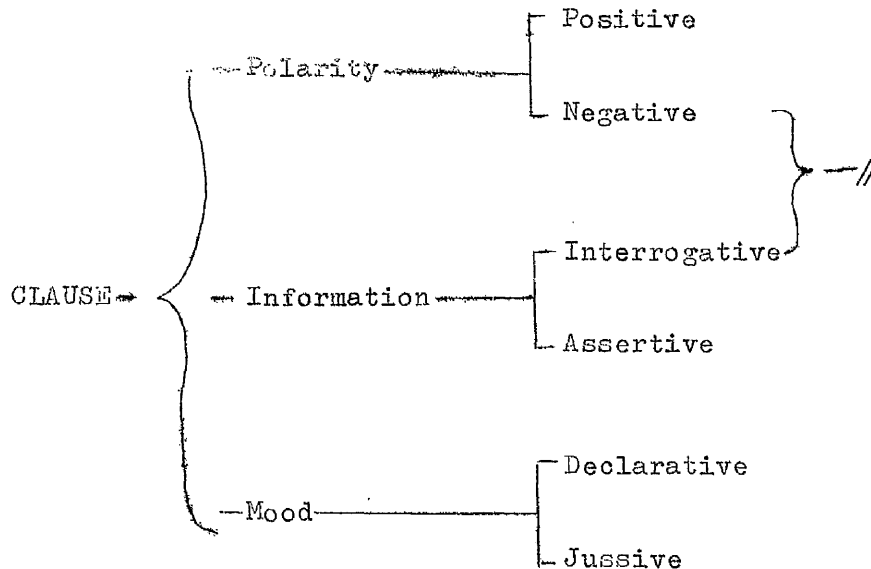 Positive
Polarity
Negative
Interrogative
CLAUSE
Information
Assertive
Declarative
Mood
Jussive